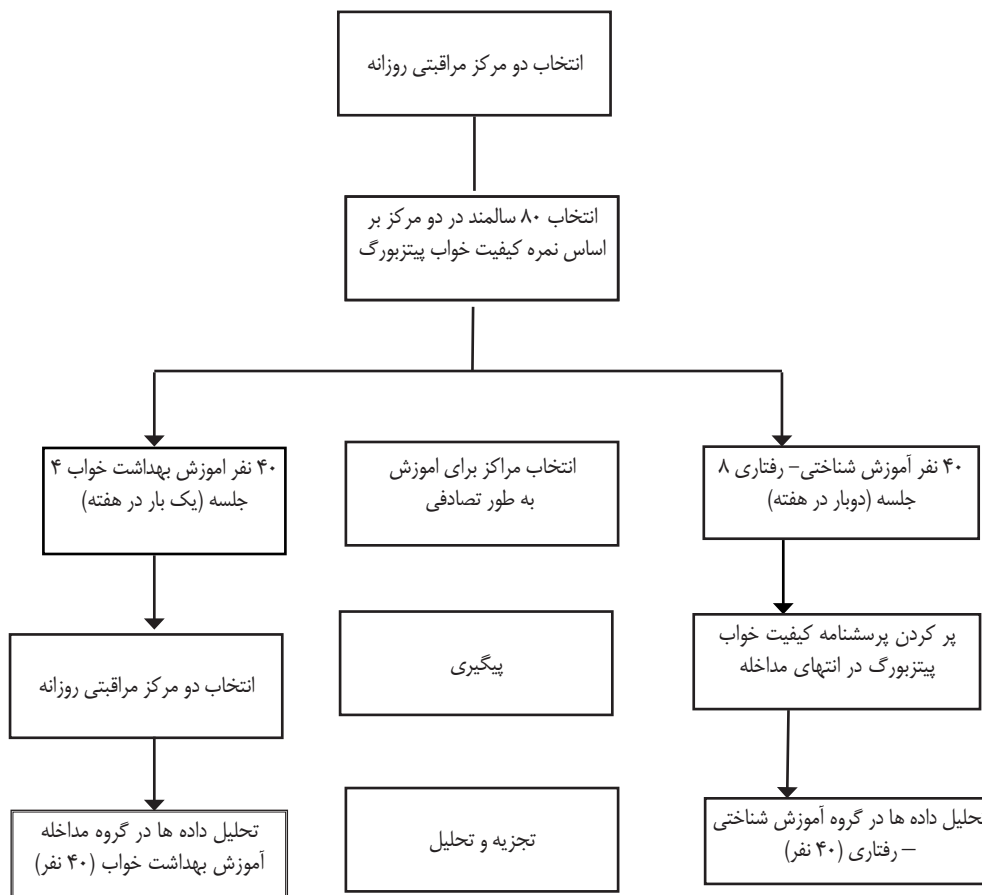 انتخاب دو مرکز مراقبتی روزانه
انتخاب ۸۰ سالمند در دو مرکز بر
اساس نمره کیفیت خواب پیتزبورگ
۴۰ نفر آموزش شناختی– رفتاری ۸
جلسه (دوبار در هفته)
انتخاب مراکز برای اموزش
به طور تصادفی
۴۰ نفر اموزش بهداشت خواب ۴
جلسه (یک بار در هفته)
پر کردن پرسشنامه کیفیت خواب
پیتزبورگ در انتهای مداخله
پیگیری
انتخاب دو مرکز مراقبتی روزانه
تحلیل داده ها در گروه آموزش شناختی
– رفتاری (۴۰ نفر)
تجزیه و تحلیل
تحلیل داده ها در گروه مداخله
آموزش بهداشت خواب (۴۰ نفر)